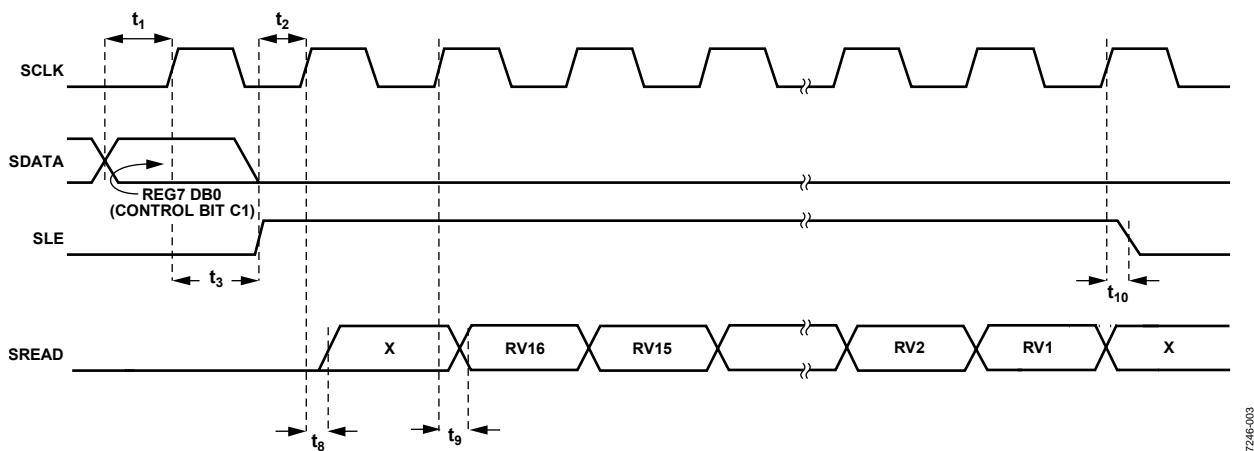 t1
t2
SCLK
SDATA
REG7 DB0
(CONTROL BIT C1)
SLE
t3
t10
SREAD
X
RV16
RV15
RV2
RV1
X
t8
t9
7246-003